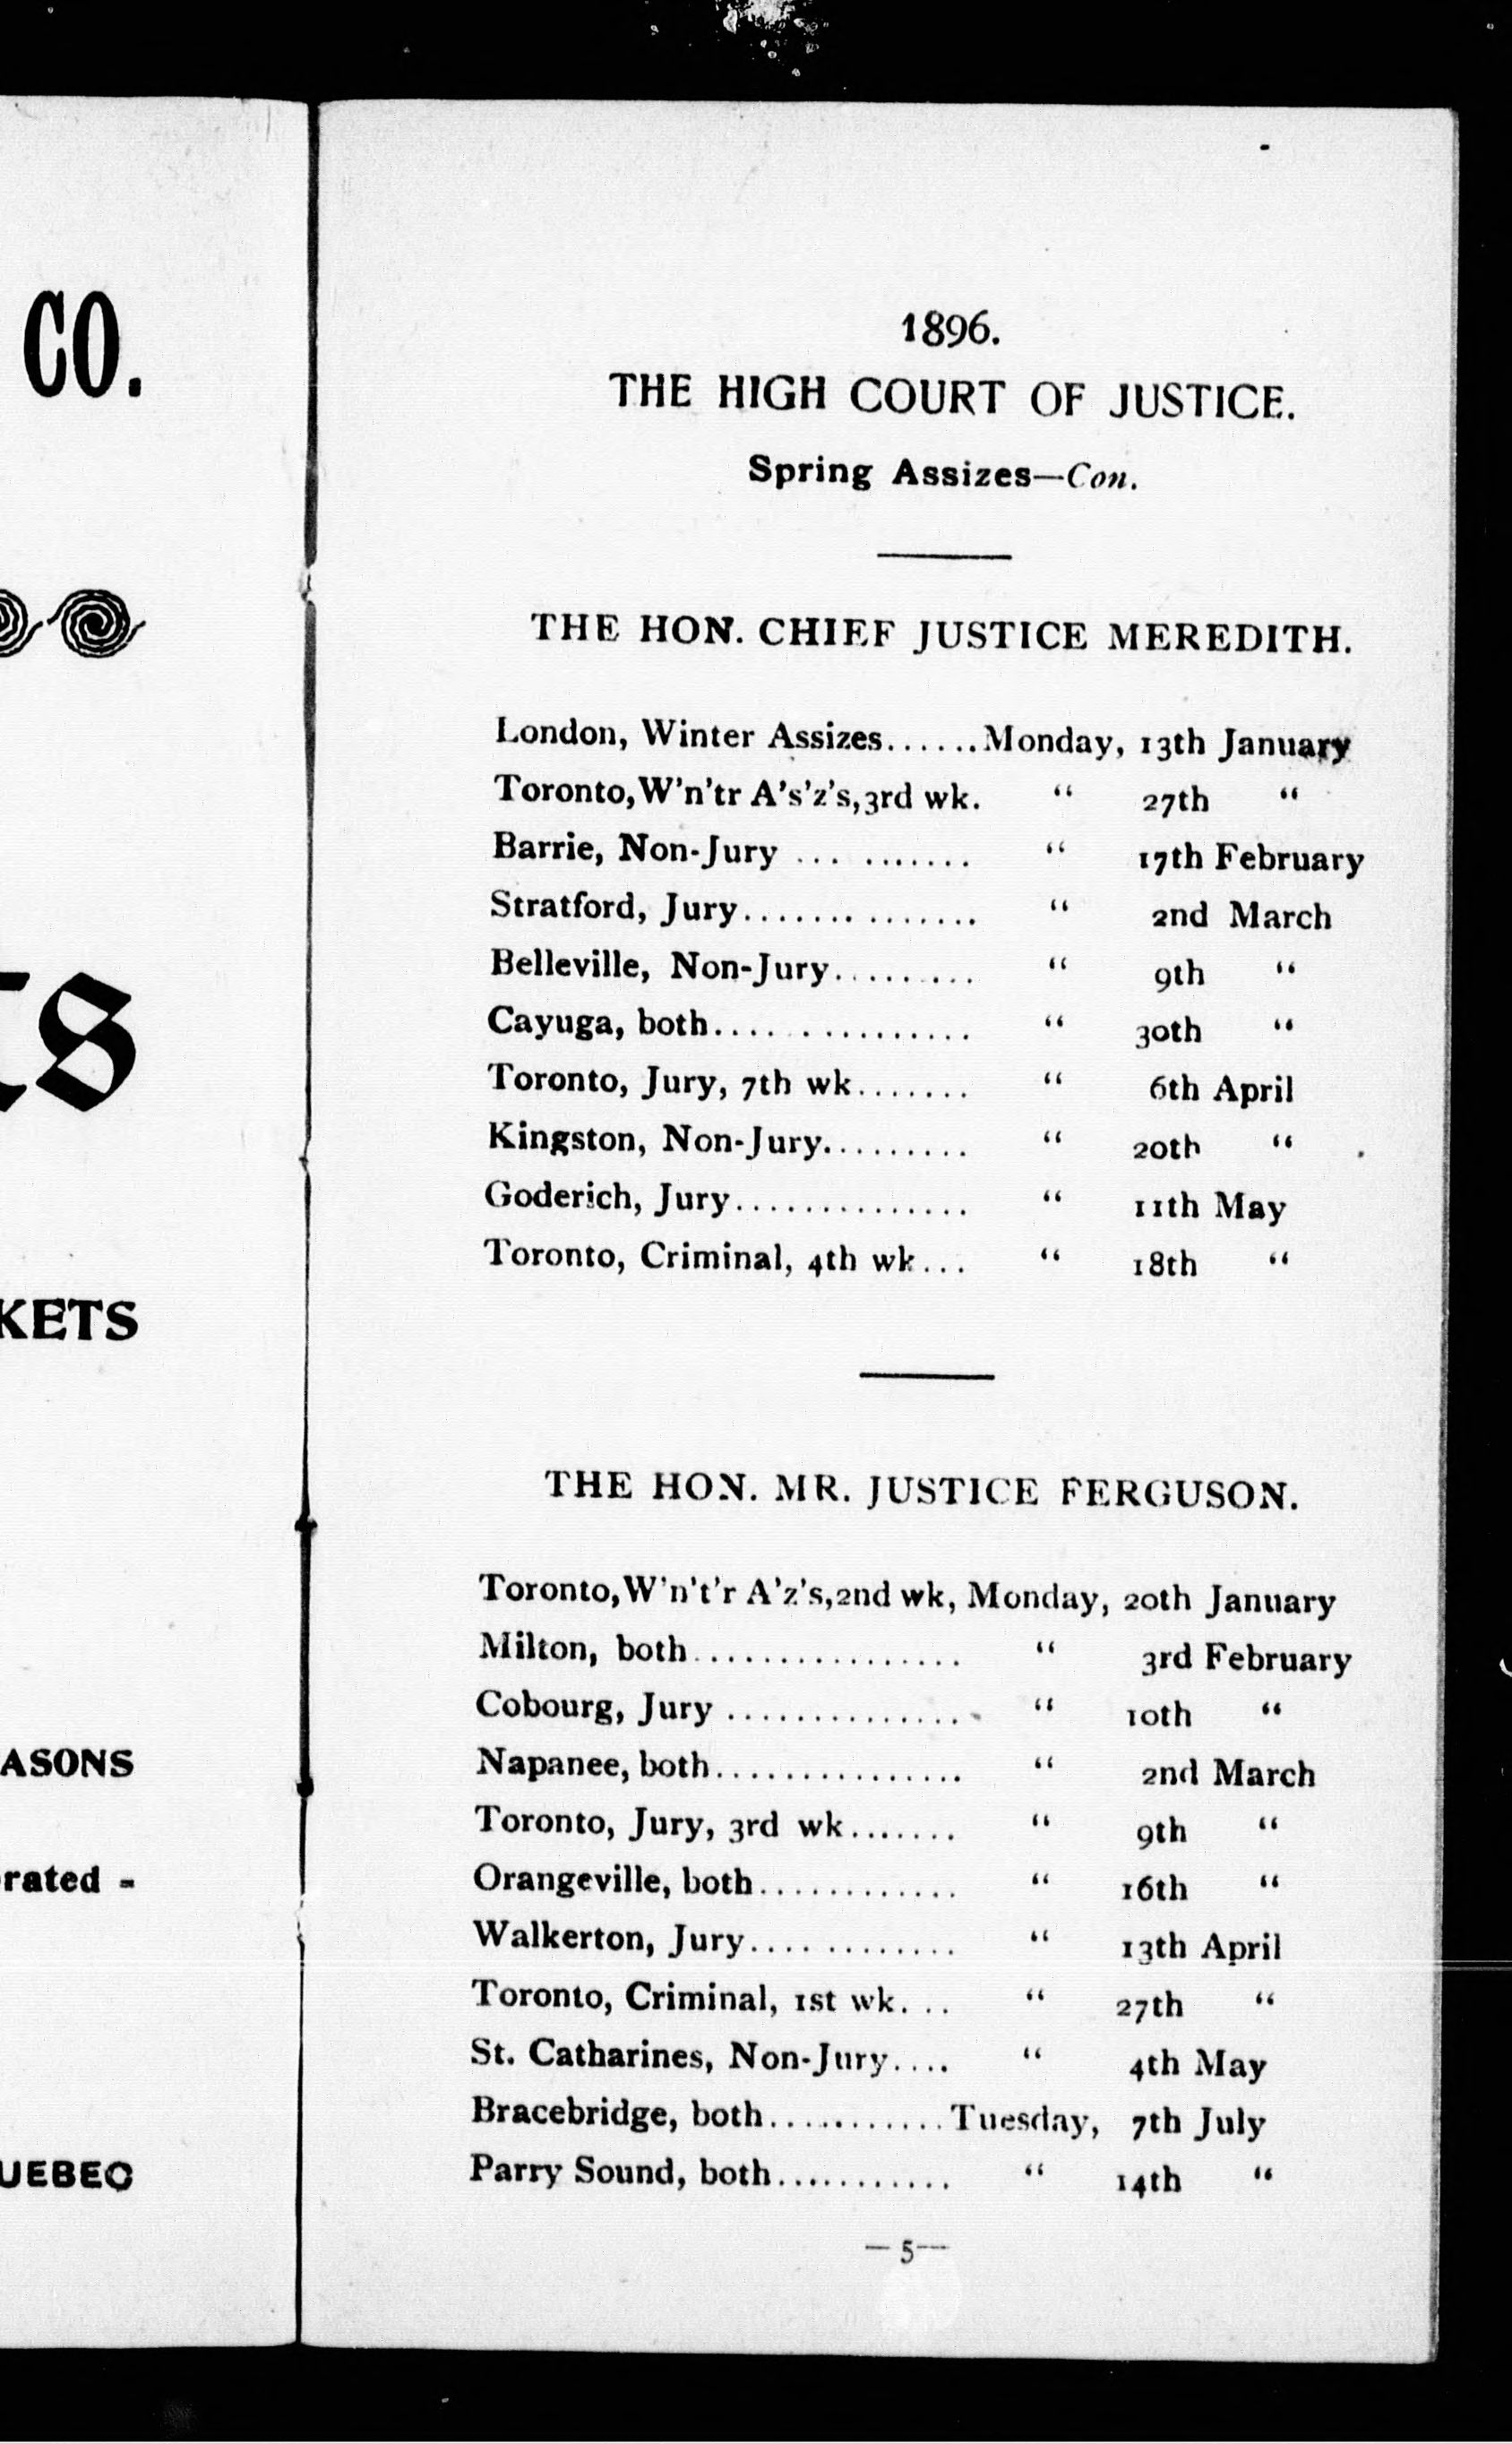 CO.
KETS
ASONS
rated -
UEBEC
1896.
THE HIGH COURT OF JUSTICE.
Spring Assizes—Con.
THE HON. CHIEF JUSTICE MEREDITH.
London, Winter Assizes......Monday, 13th January
Toronto,W'n'tr A's'z's,3rd wk. “ 27th “
Barrie, Non-Jury ... ....... “ 17th February
Stratford, Jury.............. “ 2nd March
Belleville, Non-Jury......... “ 9th “
Cayuga, both.... ........... “ 30th “
Toronto, Jury, 7th wk....... “ 6th April
Kingston, Non-Jury......... “ 20th “
Goderich, Jury.............. “ 11th May
Toronto, Criminal, 4th wk... “ 18th “
THE HON. MR. JUSTICE FERGUSON.
Toronto,W'n't'r A'z's,2nd wk, Monday, 20th January
Milton, both................ “ 3rd February
Cobourg, Jury .............. “ 10th “
Napanee, both............... “ 2nd March
Toronto, Jury, 3rd wk....... “ 9th “
Orangeville, both............ “ 16th “
Walkerton, Jury............. “ 13th April
Toronto, Criminal, 1st wk. .. “ 27th “
St. Catharines, Non-Jury.... “ 4th May
Bracebridge, both...........Tuesday, 7th July
Parry Sound, both........... “ 14th “
—5—